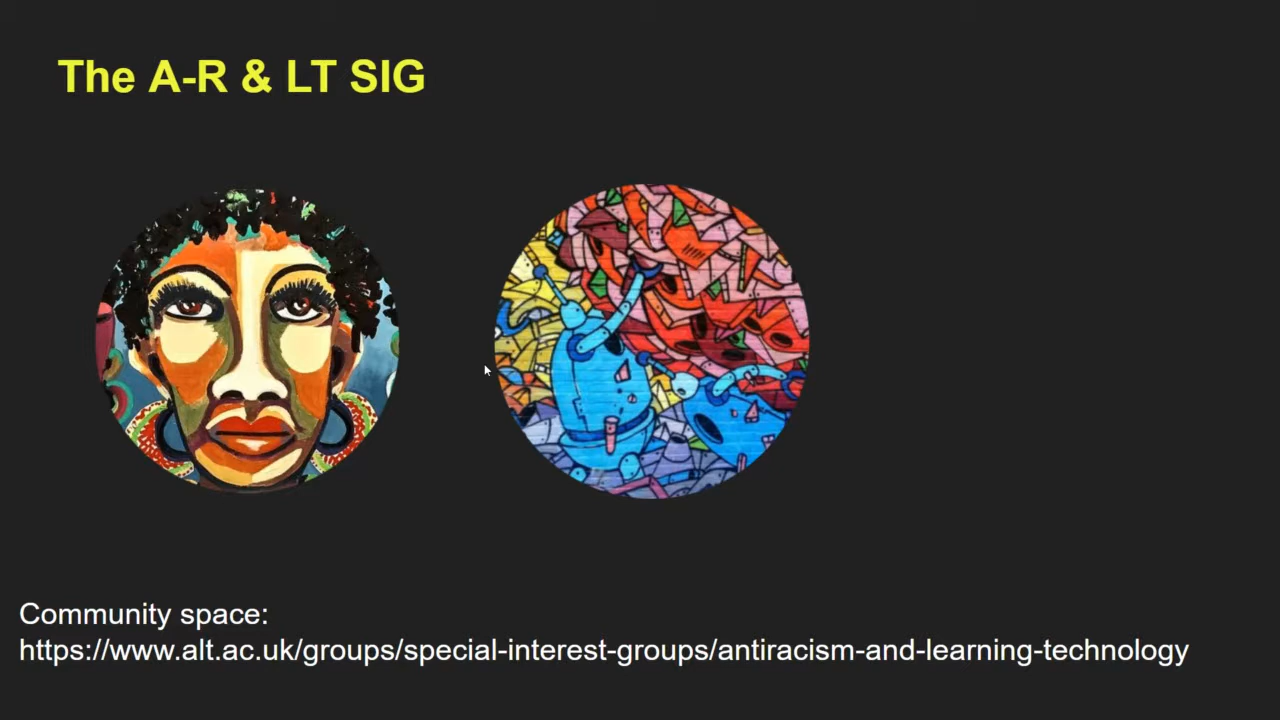 The A-R & LT SIG
Community space:
https://www.alt.ac.uk/groups/special-interest-groups/antiracism-and-learning-technology